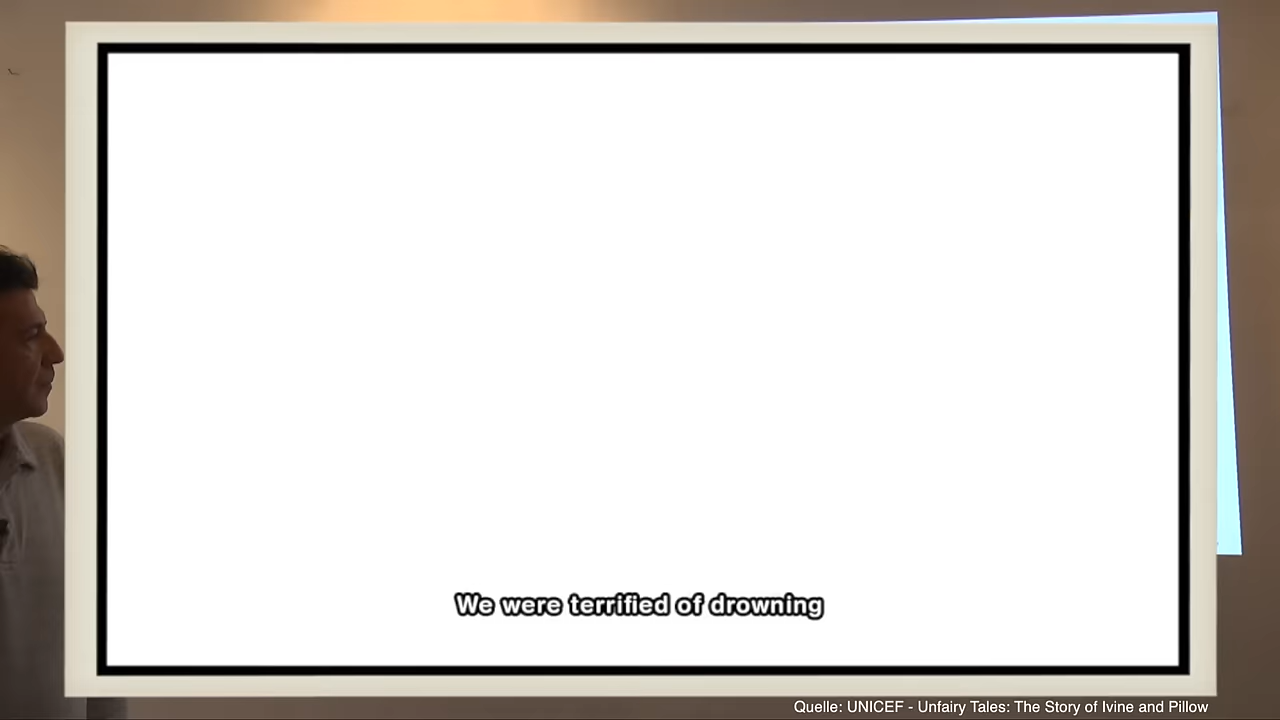 We were terrified of drowning
Quelle: UNICEF - Unfairy Tales: The Story of Ivine and Pillow